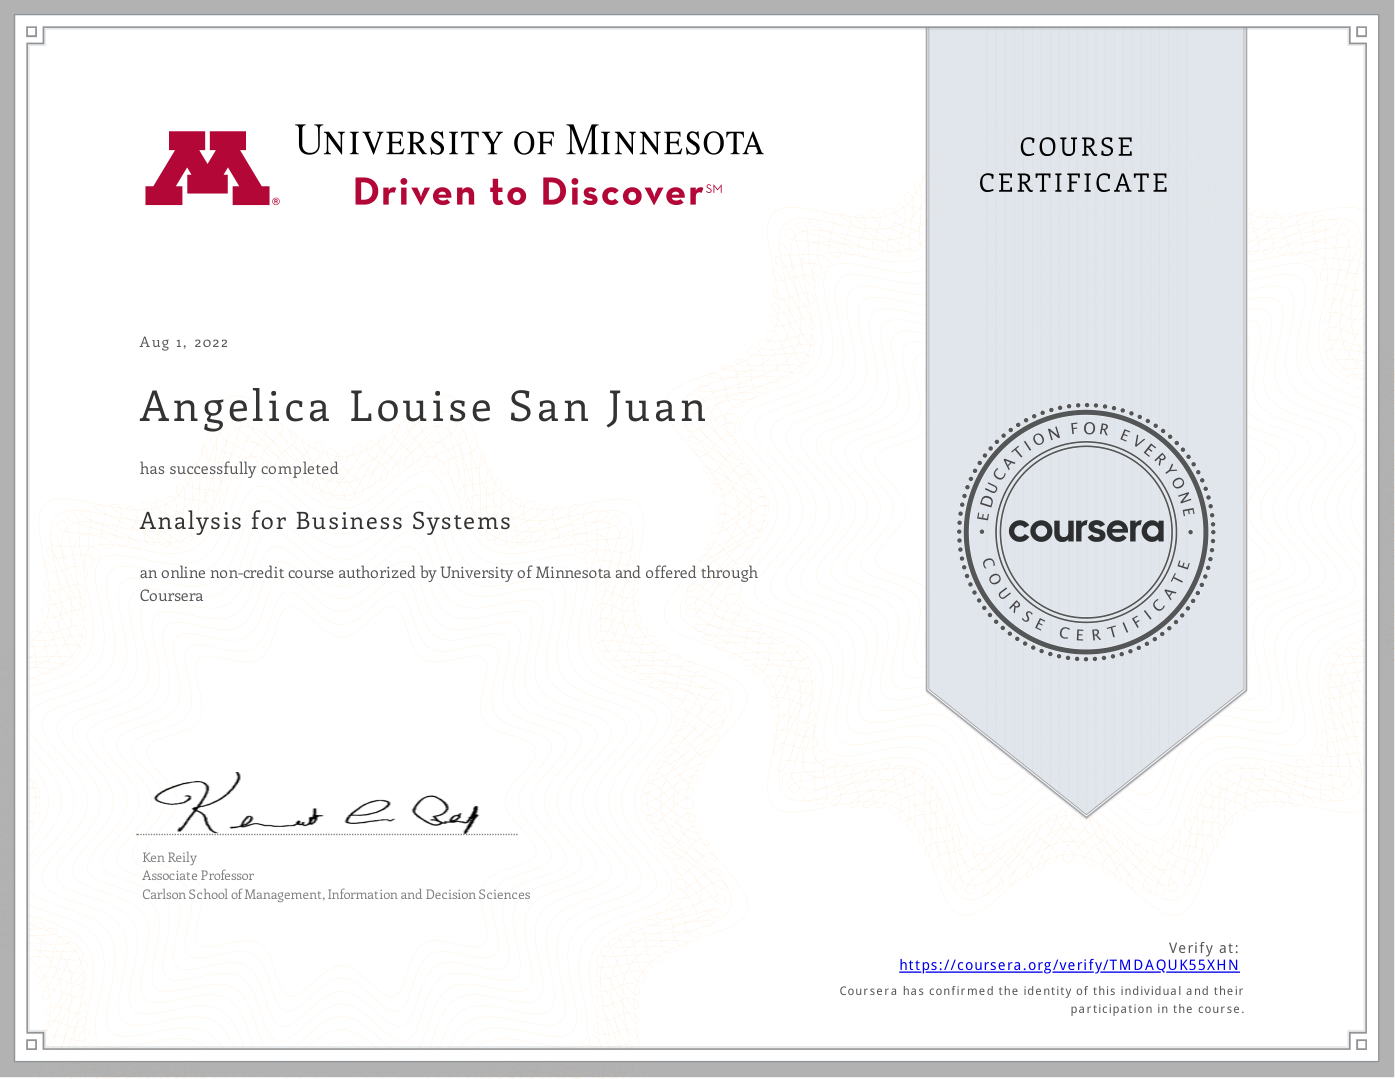 UNIVERSITY OF MINNESOTA
Driven to Discover℠
®
COURSE
CERTIFICATE
Aug 1, 2022
Angelica Louise San Juan
has successfully completed
Analysis for Business Systems
an online non-credit course authorized by University of Minnesota and offered through
Coursera
EDUCATION FOR EVERYONE
coursera
COURSE CERTIFICATE
Ken Reily
Associate Professor
Carlson School of Management, Information and Decision Sciences
Verify at:
https://coursera.org/verify/TMDAQUK55XHN
Coursera has confirmed the identity of this individual and their
participation in the course.